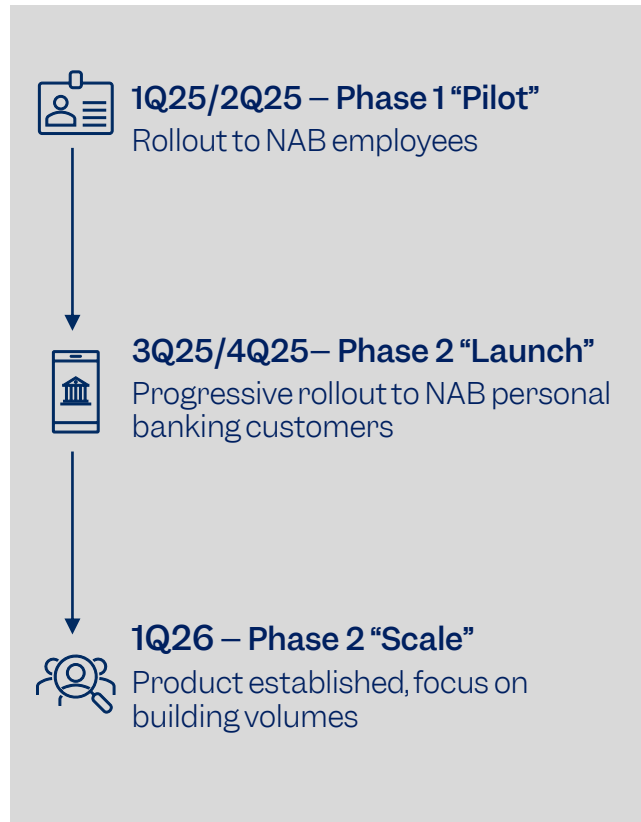 1Q25/2Q25 – Phase 1 “Pilot”
Rollout to NAB employees
3Q25/4Q25– Phase 2 “Launch”
Progressive rollout to NAB personal
banking customers
1Q26 – Phase 2 “Scale”
Product established, focus on
building volumes